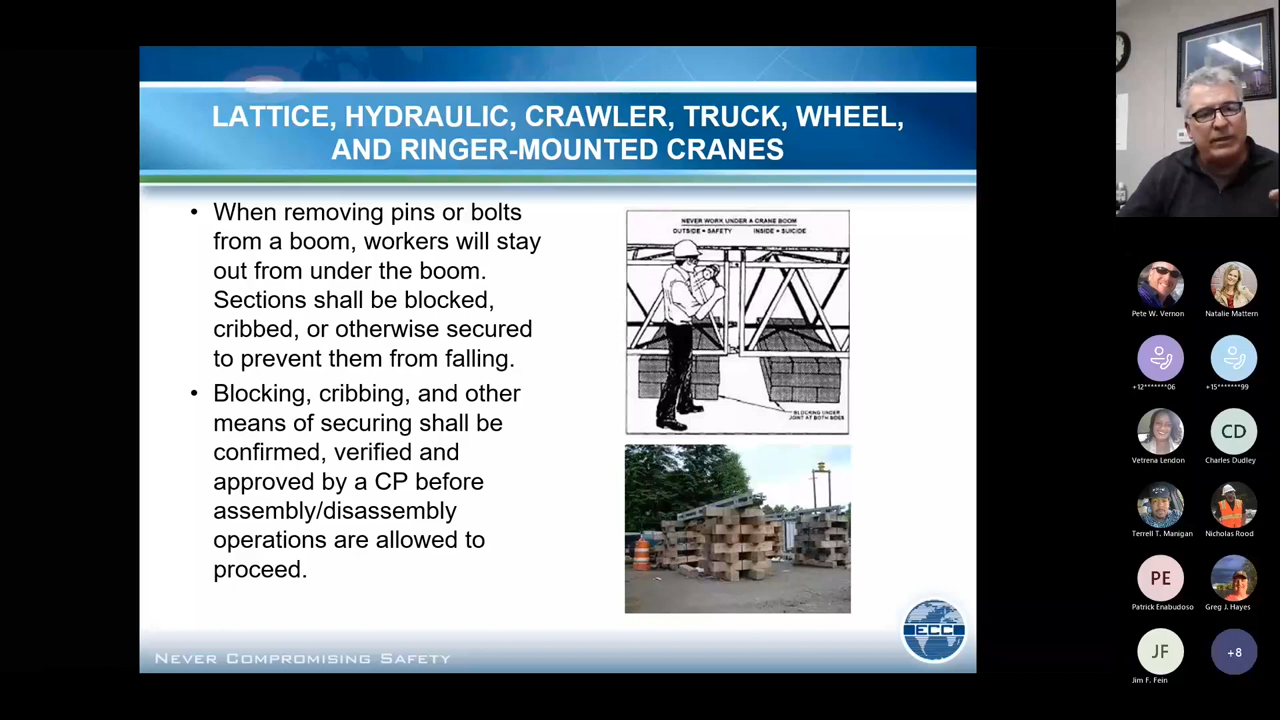 LATTICE, HYDRAULIC, CRAWLER, TRUCK, WHEEL,
AND RINGER-MOUNTED CRANES
• When removing pins or bolts
from a boom, workers will stay
out from under the boom.
Sections shall be blocked,
cribbed, or otherwise secured
to prevent them from falling.
• Blocking, cribbing, and other
means of securing shall be
confirmed, verified and
approved by a CP before
assembly/disassembly
operations are allowed to
proceed.
NEVER WORK UNDER A CRANE BOOM
OUTSIDE = SAFETY INSIDE = SUICIDE
BLOCKING UNDER
JOINT AT BOTH SIDES
ECC
NEVER COMPROMISING SAFETY
Pete W. Vernon
Natalie Mattern
+12*******06
+15*******99
Vetrena Lendon
CD
Charles Dudley
Terrell T. Manigan
Nicholas Rood
PE
Patrick Enabudoso
Greg J. Hayes
JF
Jim F. Fein
+8